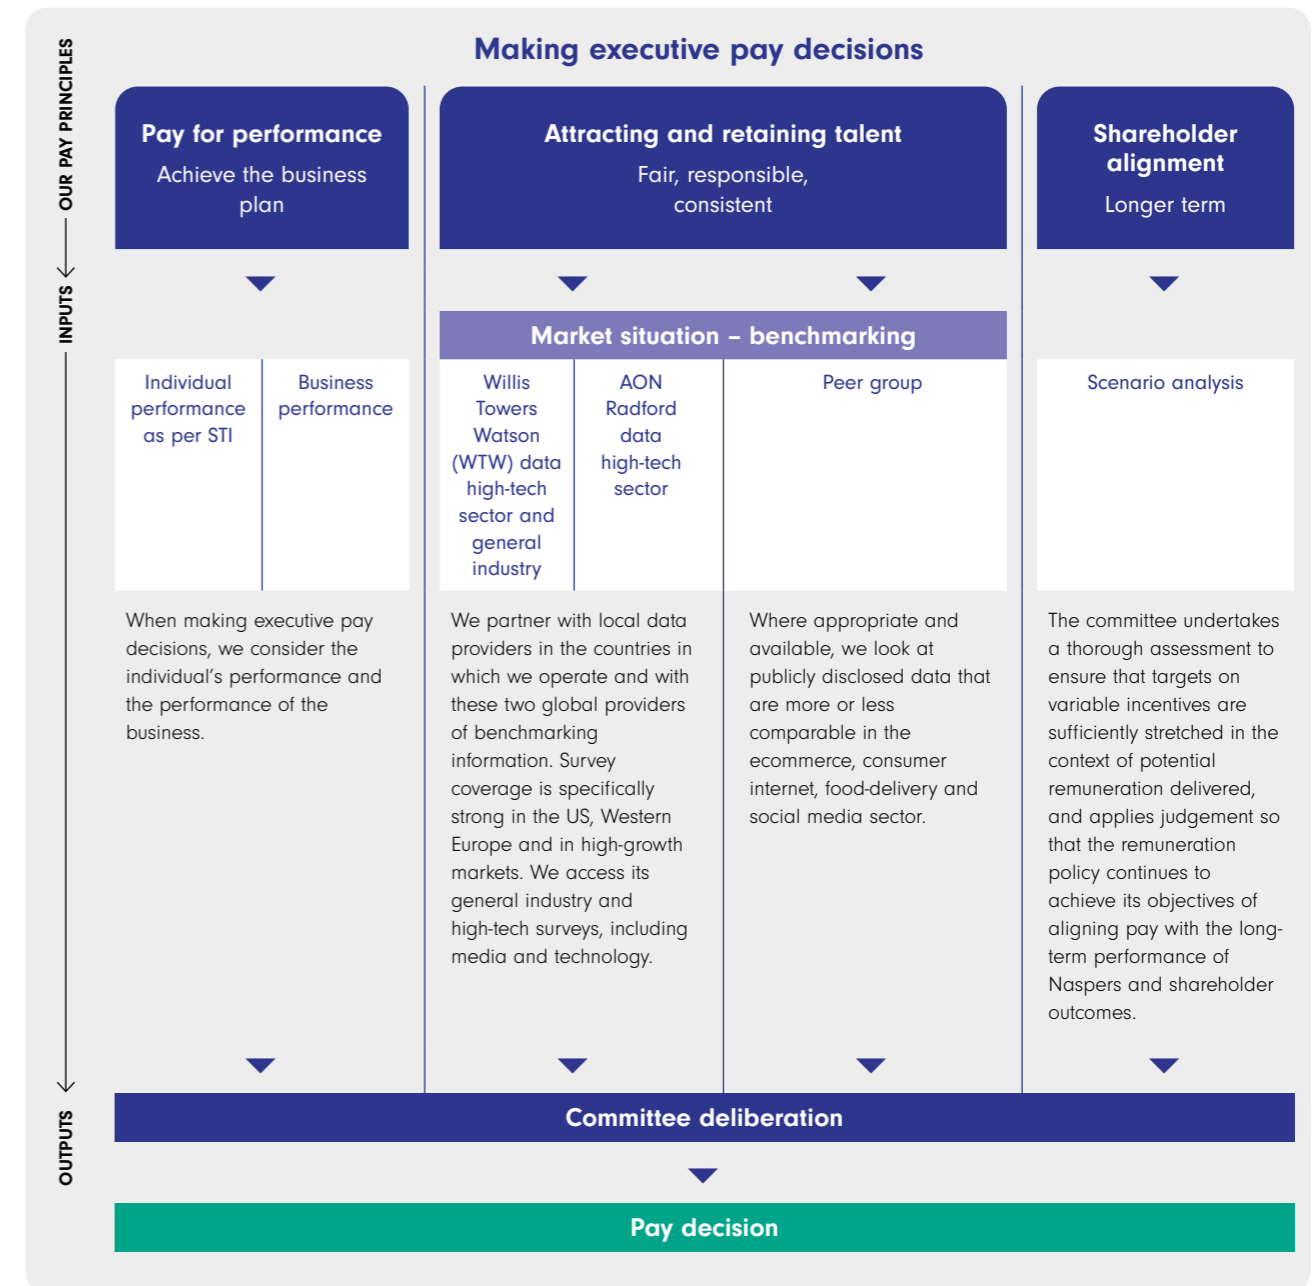 Making executive pay decisions
OUR PAY PRINCIPLES
Pay for performance
Achieve the business
plan
Attracting and retaining talent
Fair, responsible,
consistent
Shareholder
alignment
Longer term
INPUTS
Market situation – benchmarking
Individual
performance
as per STI
Business
performance
Willis
Towers
Watson
(WTW) data
high-tech
sector and
general
industry
AON
Radford
data
high-tech
sector
Peer group
Scenario analysis
When making executive pay
decisions, we consider the
individual’s performance and
the performance of the
business.
We partner with local data
providers in the countries in
which we operate and with
these two global providers
of benchmarking
information. Survey
coverage is specifically
strong in the US, Western
Europe and in high-growth
markets. We access its
general industry and
high-tech surveys, including
media and technology.
Where appropriate and
available, we look at
publicly disclosed data that
are more or less
comparable in the
ecommerce, consumer
internet, food-delivery and
social media sector.
The committee undertakes
a thorough assessment to
ensure that targets on
variable incentives are
sufficiently stretched in the
context of potential
remuneration delivered,
and applies judgement so
that the remuneration
policy continues to
achieve its objectives of
aligning pay with the long-
term performance of
Naspers and shareholder
outcomes.
OUTPUTS
Committee deliberation
Pay decision